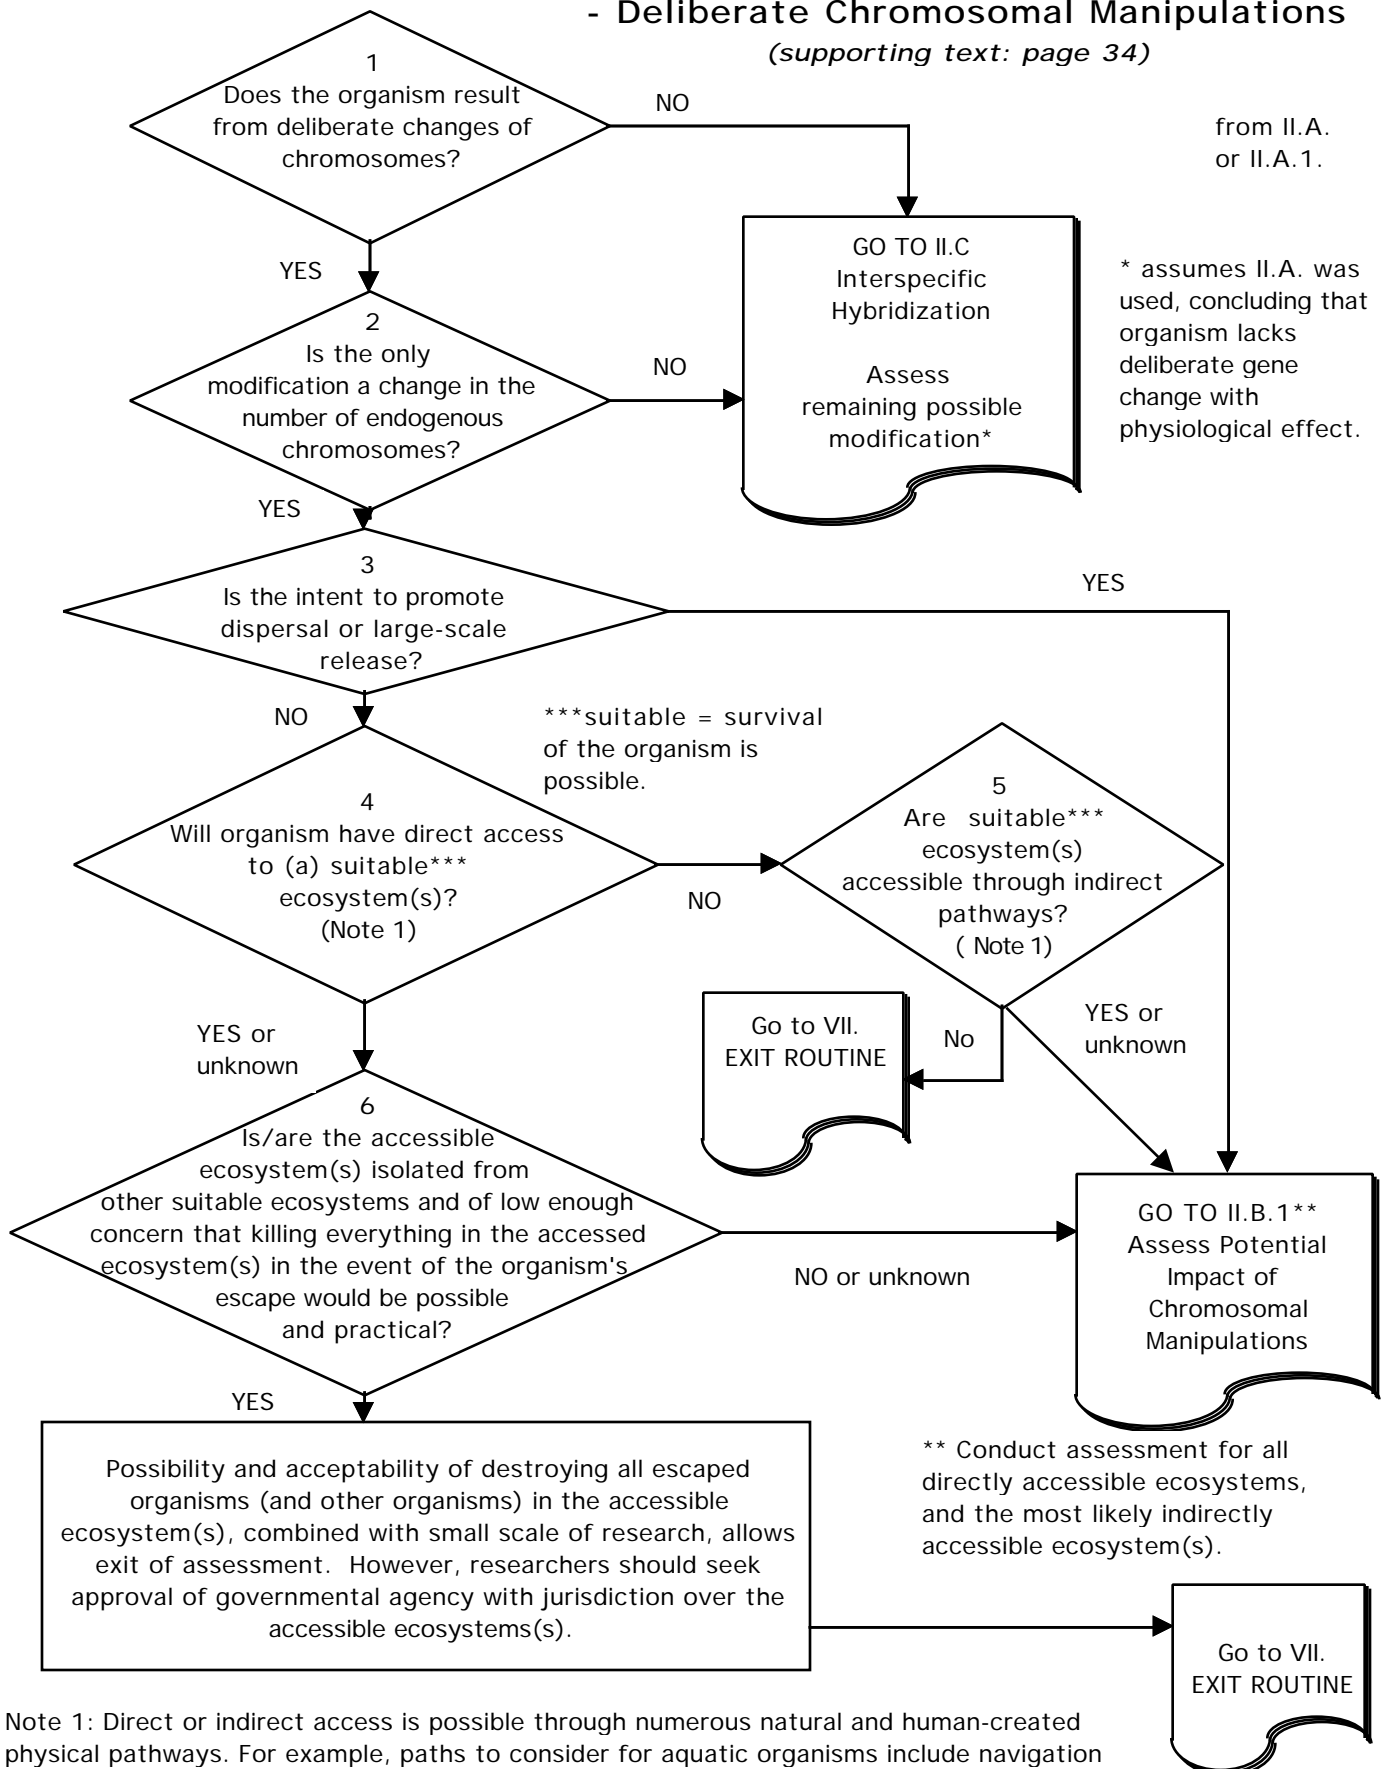 - Deliberate Chromosomal Manipulations
(supporting text: page 34)
1
Does the organism result
from deliberate changes of
chromosomes?
NO
from II.A.
or II.A.1.
YES
GO TO II.C
Interspecific
Hybridization
Assess
remaining possible
modification*
* assumes II.A. was
used, concluding that
organism lacks
deliberate gene
change with
physiological effect.
2
Is the only
modification a change in the
number of endogenous
chromosomes?
NO
YES
3
Is the intent to promote
dispersal or large-scale
release?
YES
NO
***suitable = survival
of the organism is
possible.
4
Will organism have direct access
to (a) suitable***
ecosystem(s)?
(Note 1)
NO
5
Are suitable***
ecosystem(s)
accessible through indirect
pathways?
( Note 1)
YES or
unknown
Go to VII.
EXIT ROUTINE
No
YES or
unknown
6
Is/are the accessible
ecosystem(s) isolated from
other suitable ecosystems and of low enough
concern that killing everything in the accessed
ecosystem(s) in the event of the organism's
escape would be possible
and practical?
NO or unknown
GO TO II.B.1**
Assess Potential
Impact of
Chromosomal
Manipulations
YES
Possibility and acceptability of destroying all escaped
organisms (and other organisms) in the accessible
ecosystem(s), combined with small scale of research, allows
exit of assessment. However, researchers should seek
approval of governmental agency with jurisdiction over the
accessible ecosystems(s).
** Conduct assessment for all
directly accessible ecosystems,
and the most likely indirectly
accessible ecosystem(s).
Go to VII.
EXIT ROUTINE
Note 1: Direct or indirect access is possible through numerous natural and human-created
physical pathways. For example, paths to consider for aquatic organisms include navigation